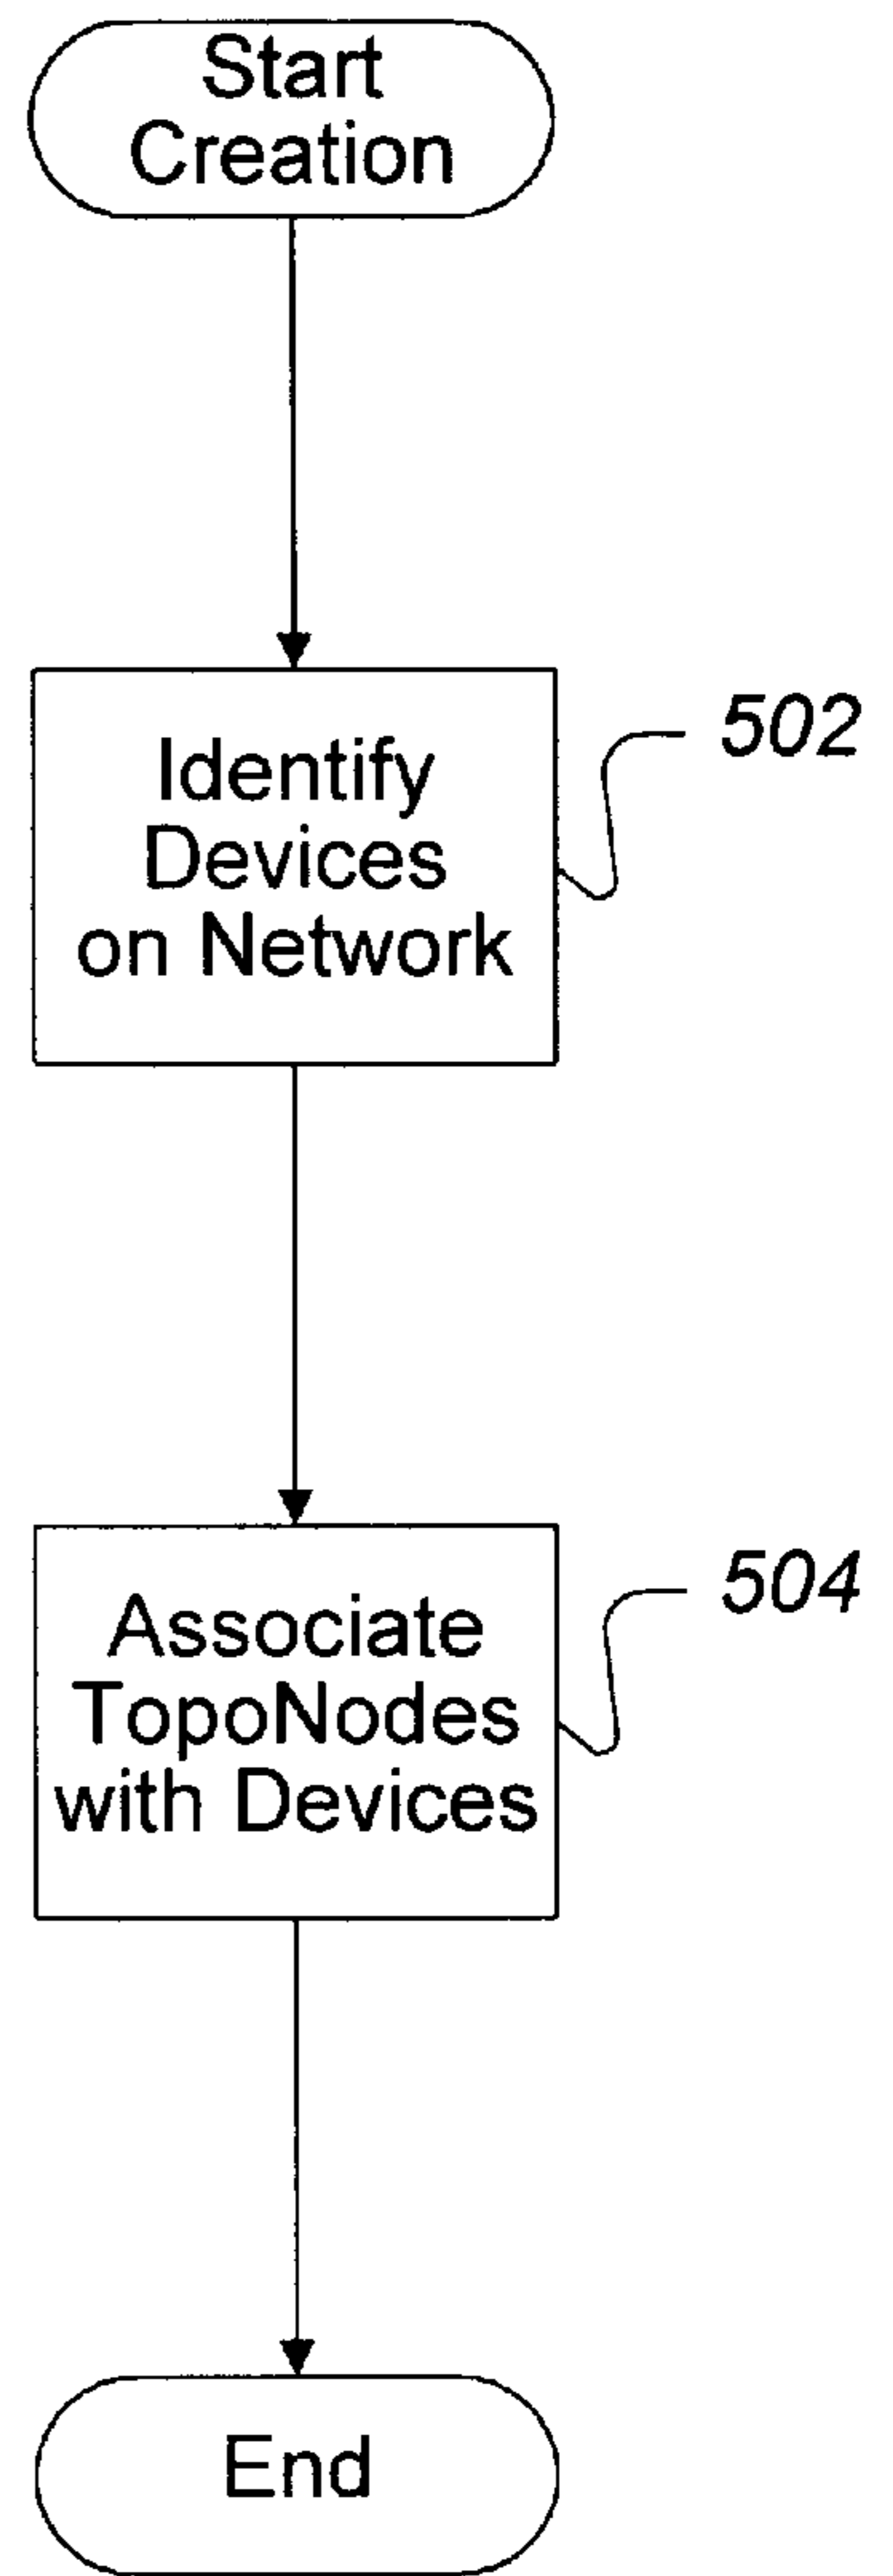 Start
Creation
Identify
Devices
on Network
502
Associate
TopoNodes
with Devices
504
End